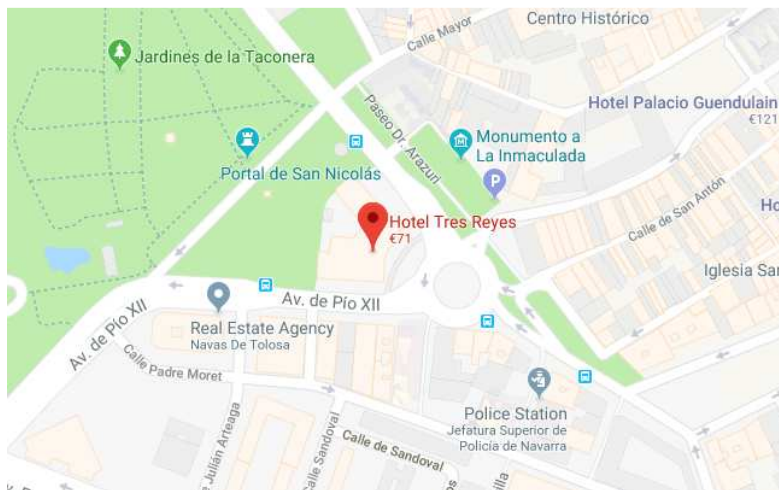 Centro Histórico
Calle Mayor
Jardines de la Taconera
Paseo Dr. Arazuri
Hotel Palacio Guendulain
€121
Monumento a
La Inmaculada
Portal de San Nicolás
P
Hotel Tres Reyes
€71
Calle de San Antón
Ho
Iglesia Sar
Av. de Pío XII
Av. de Pío XII
Real Estate Agency
Navas De Tolosa
Calle Padre Moret
Police Station
Jefatura Superior de
Policía de Navarra
Julián Arteaga
Calle Sandoval
Calle de Sandoval